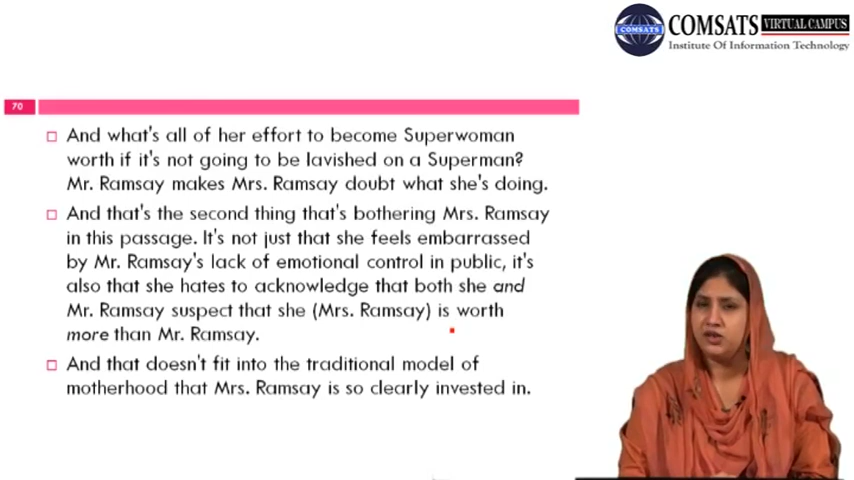 COMSATS
COMSATS VIRTUAL CAMPUS
Institute Of Information Technology
70
And what's all of her effort to become Superwoman
worth if it's not going to be lavished on a Superman?
Mr. Ramsay makes Mrs. Ramsay doubt what she's doing.
And that's the second thing that's bothering Mrs. Ramsay
in this passage. It's not just that she feels embarrassed
by Mr. Ramsay's lack of emotional control in public, it's
also that she hates to acknowledge that both she and
Mr. Ramsay suspect that she (Mrs. Ramsay) is worth
more than Mr. Ramsay.
And that doesn't fit into the traditional model of
motherhood that Mrs. Ramsay is so clearly invested in.